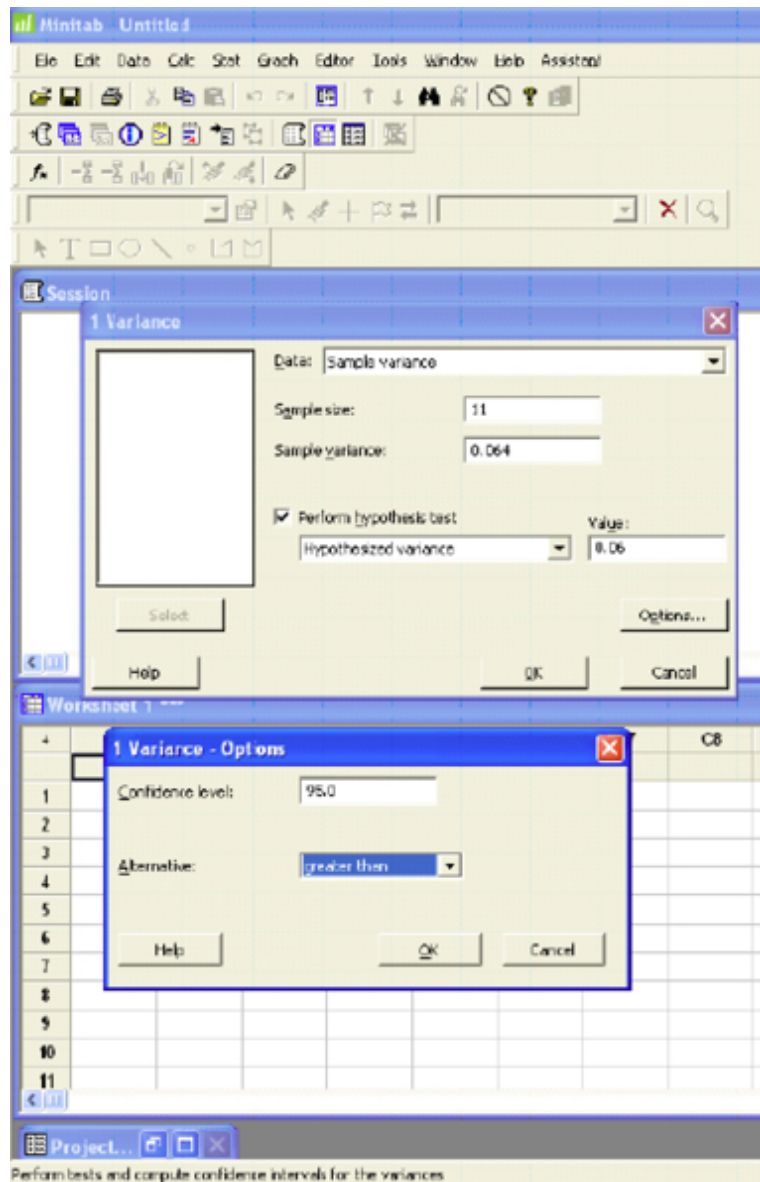 Minitab Untitled
File Edit Data Calc Stat Graph Editor Tools Window Help Assistant
Session
1 Variance
Data: Sample variance
Sample size: 11
Sample variance: 0.064
Perform hypothesis test
Value:
Hypothesized variance 0.06
Select
Options...
Help OK Cancel
Worksheet 1 ***
C8
1 Variance - Options
1
Confidence level: 95.0
2
3
Alternative: greater than
4
5
6
Help OK Cancel
7
8
9
10
11
Project...
Perform tests and compute confidence intervals for the variances